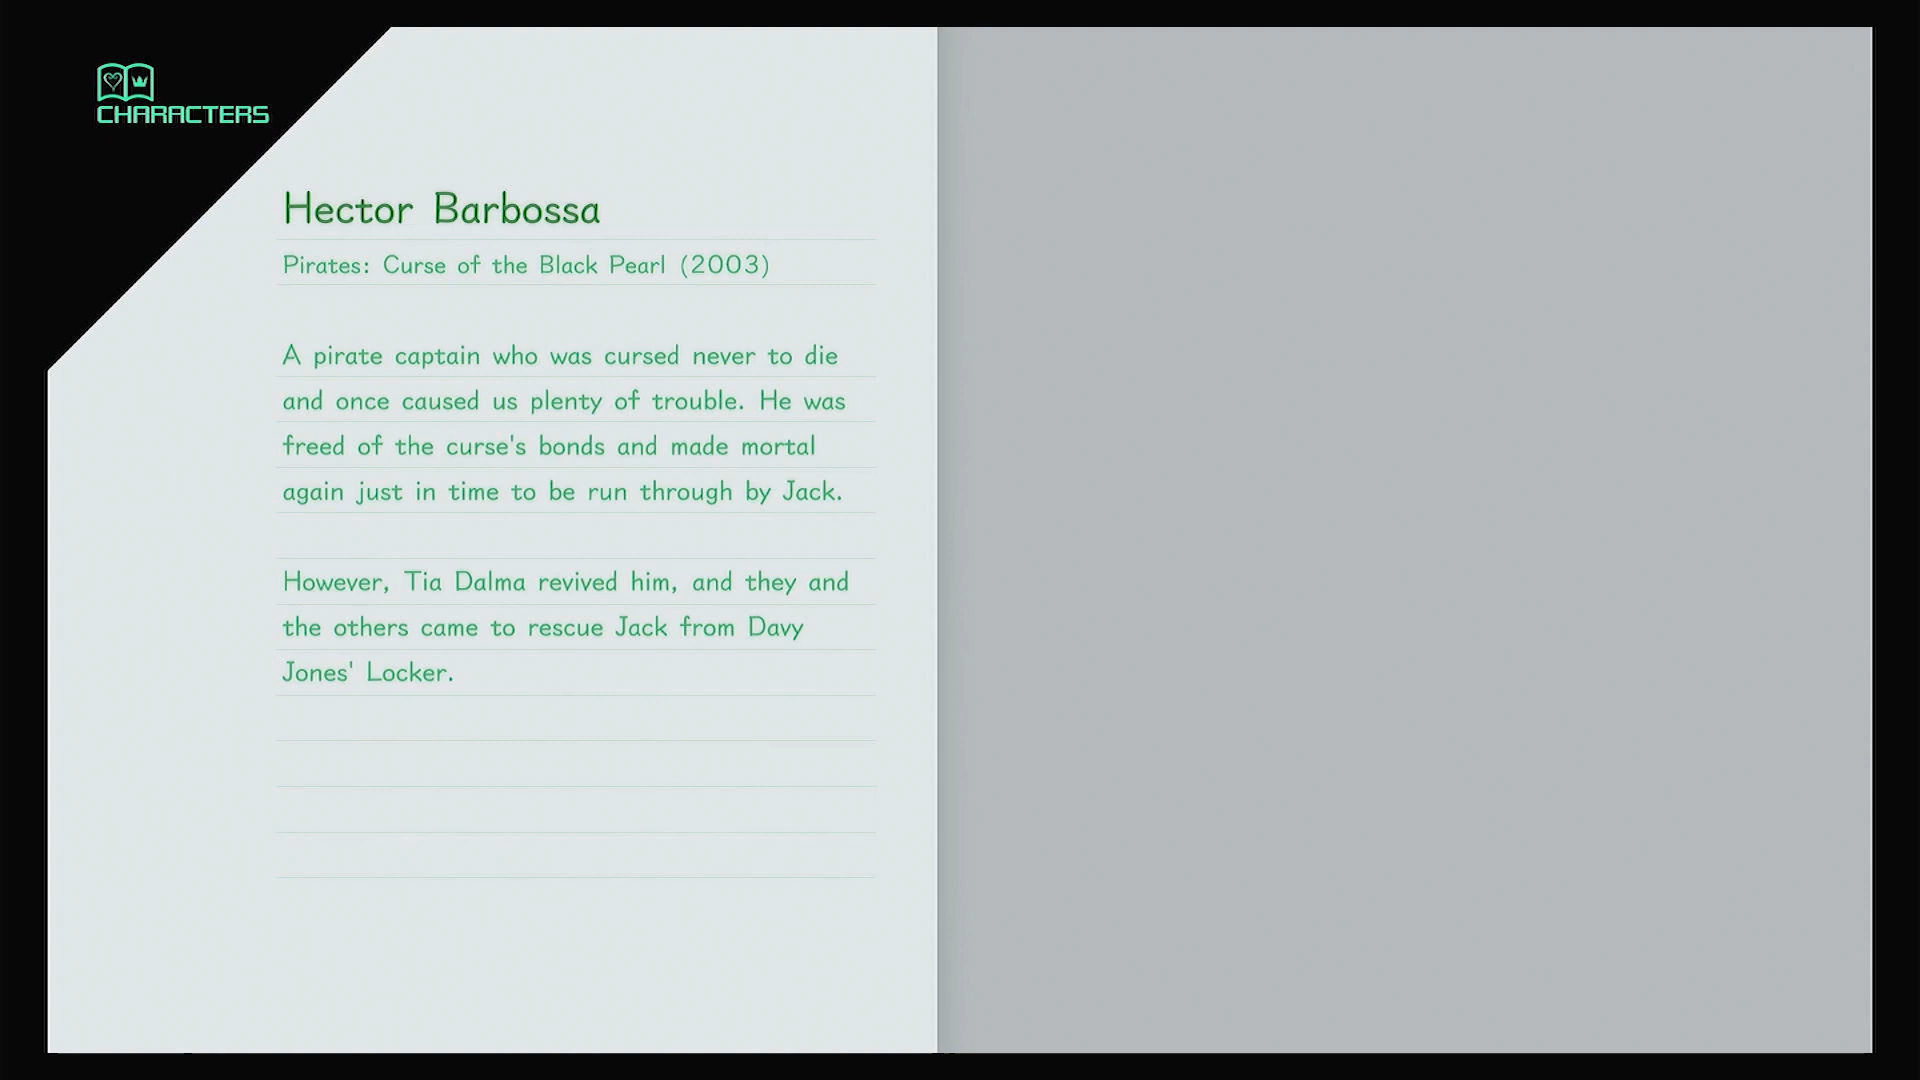 CHARACTERS
Hector Barbossa
Pirates: Curse of the Black Pearl (2003)
A pirate captain who was cursed never to die
and once caused us plenty of trouble. He was
freed of the curse's bonds and made mortal
again just in time to be run through by Jack.
However, Tia Dalma revived him, and they and
the others came to rescue Jack from Davy
Jones' Locker.